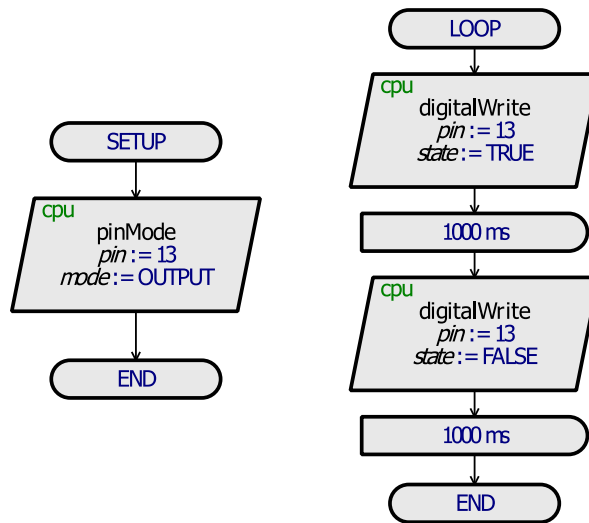 SETUP
cpu
pinMode
pin := 13
mode := OUTPUT
END
LOOP
cpu
digitalWrite
pin := 13
state := TRUE
1000 ms
cpu
digitalWrite
pin := 13
state := FALSE
1000 ms
END